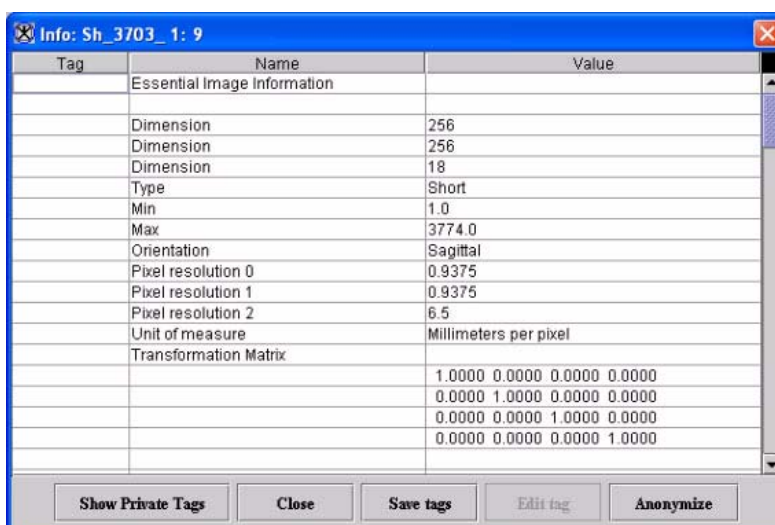 Info: Sh_3703_ 1: 9
Tag Name Value
Essential Image Information
Dimension 256
Dimension 256
Dimension 18
Type Short
Min 1.0
Max 3774.0
Orientation Sagittal
Pixel resolution 0 0.9375
Pixel resolution 1 0.9375
Pixel resolution 2 6.5
Unit of measure Millimeters per pixel
Transformation Matrix
1.0000 0.0000 0.0000 0.0000
0.0000 1.0000 0.0000 0.0000
0.0000 0.0000 1.0000 0.0000
0.0000 0.0000 0.0000 1.0000
Show Private Tags Close Save tags Edit tag Anonymize